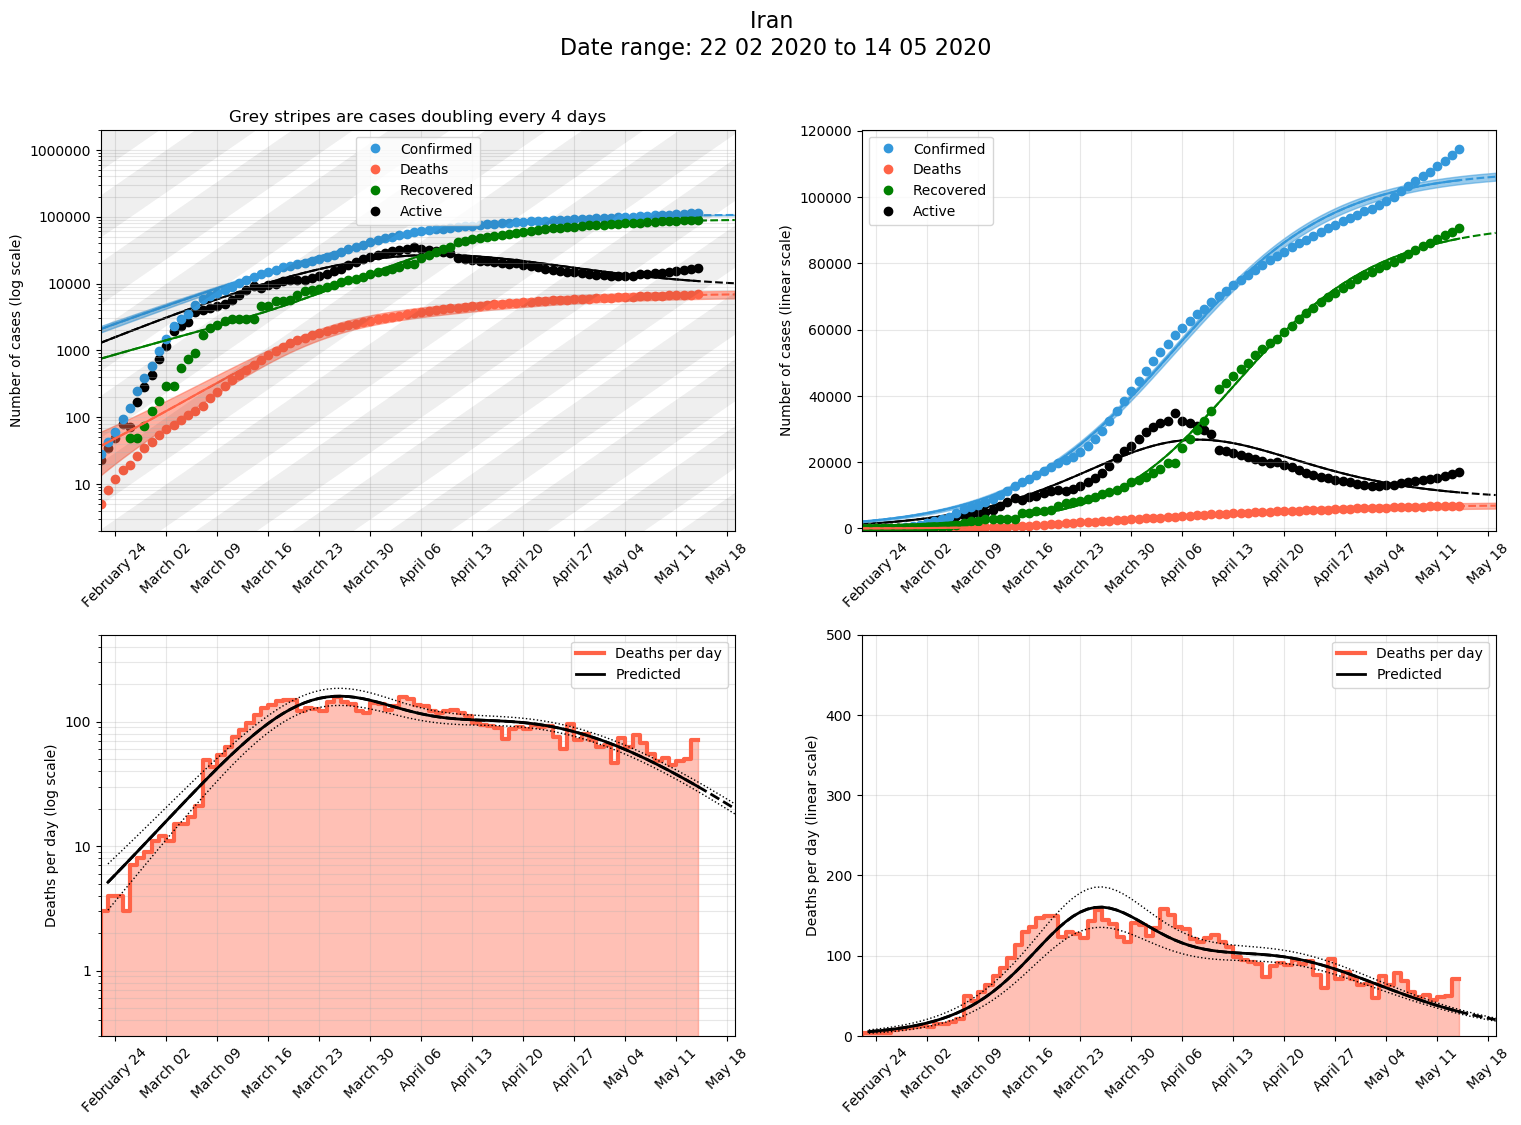 Iran
Date range: 22 02 2020 to 14 05 2020
Grey stripes are cases doubling every 4 days
Number of cases (log scale)
1000000
100000
10000
1000
100
10
Confirmed
Deaths
Recovered
Active
February 24
March 02
March 09
March 16
March 23
March 30
April 06
April 13
April 20
April 27
May 04
May 11
May 18
Number of cases (linear scale)
120000
100000
80000
60000
40000
20000
0
Confirmed
Deaths
Recovered
Active
February 24
March 02
March 09
March 16
March 23
March 30
April 06
April 13
April 20
April 27
May 04
May 11
May 18
Deaths per day (log scale)
100
10
1
Deaths per day
Predicted
February 24
March 02
March 09
March 16
March 23
March 30
April 06
April 13
April 20
April 27
May 04
May 11
May 18
Deaths per day (linear scale)
500
400
300
200
100
0
Deaths per day
Predicted
February 24
March 02
March 09
March 16
March 23
March 30
April 06
April 13
April 20
April 27
May 04
May 11
May 18